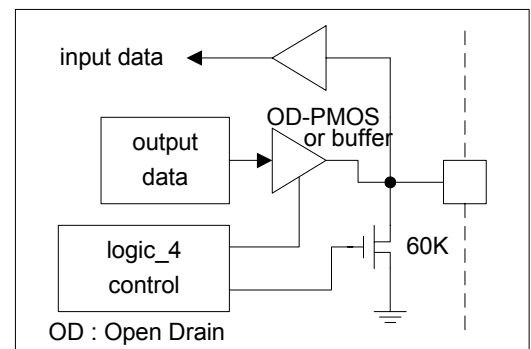 input data
OD-PMOS
or buffer
output
data
logic_4
control
60K
OD : Open Drain